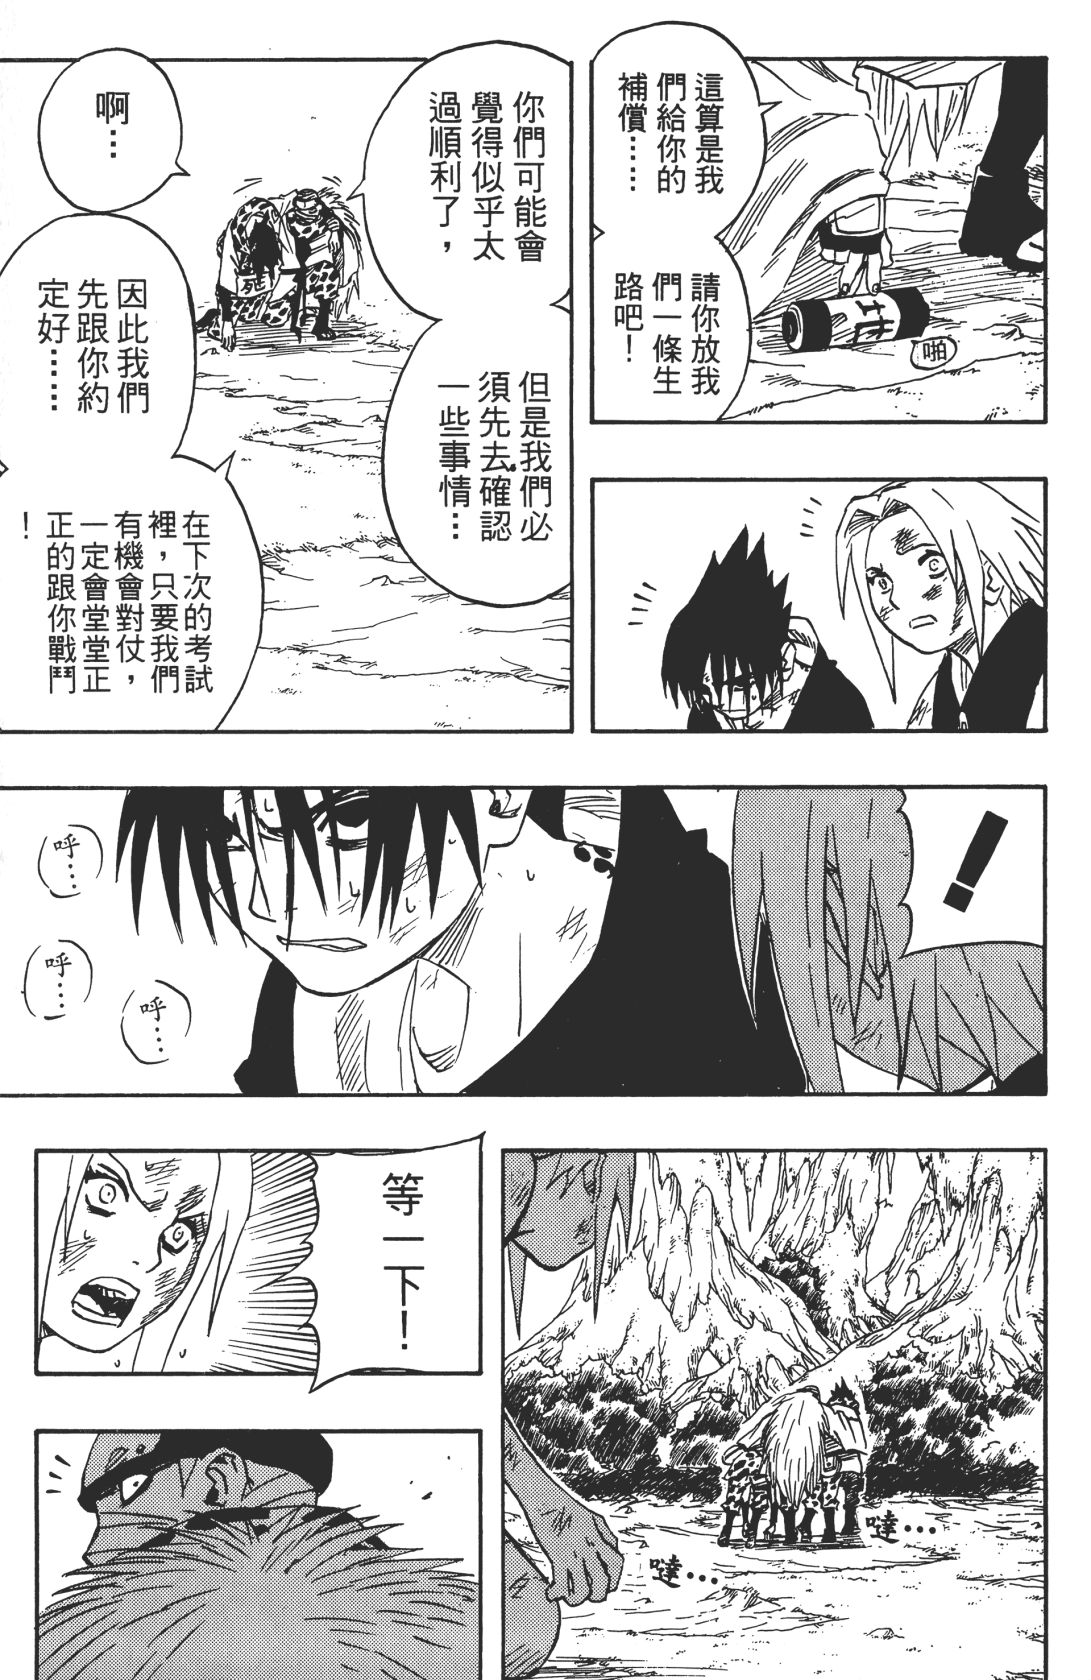 這算是我
們給你的
補償……
請你放我
們一條生
路吧！
地
啪
你們可能會
覺得似乎太
過順利了，
但是我們必
須先去確認
一些事情…
啊…
死
因此我們
先跟你約
定好……
在下次的考試
裡，只要我們
有機會對仗，
一定會堂堂正
正的跟你戰鬥
！
！
呼…
呼…
呼…
噠…
噠…
等一下！